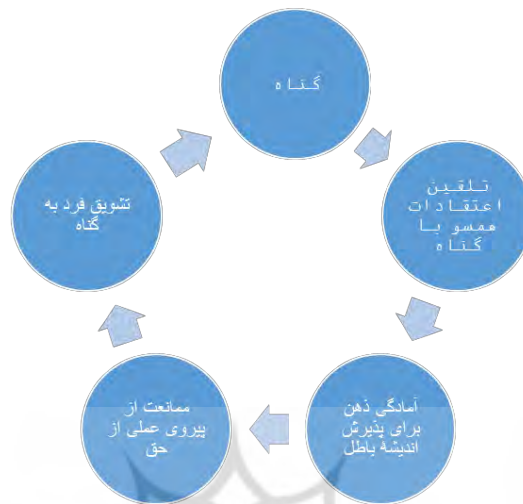 گناه
تلقین
اعتقادات
همسو با
گناه
آمادگی ذهن
برای پذیرش
اندیشهٔ باطل
ممانعت از
پیروی عملی از
حق
تشویق فرد به
گناه